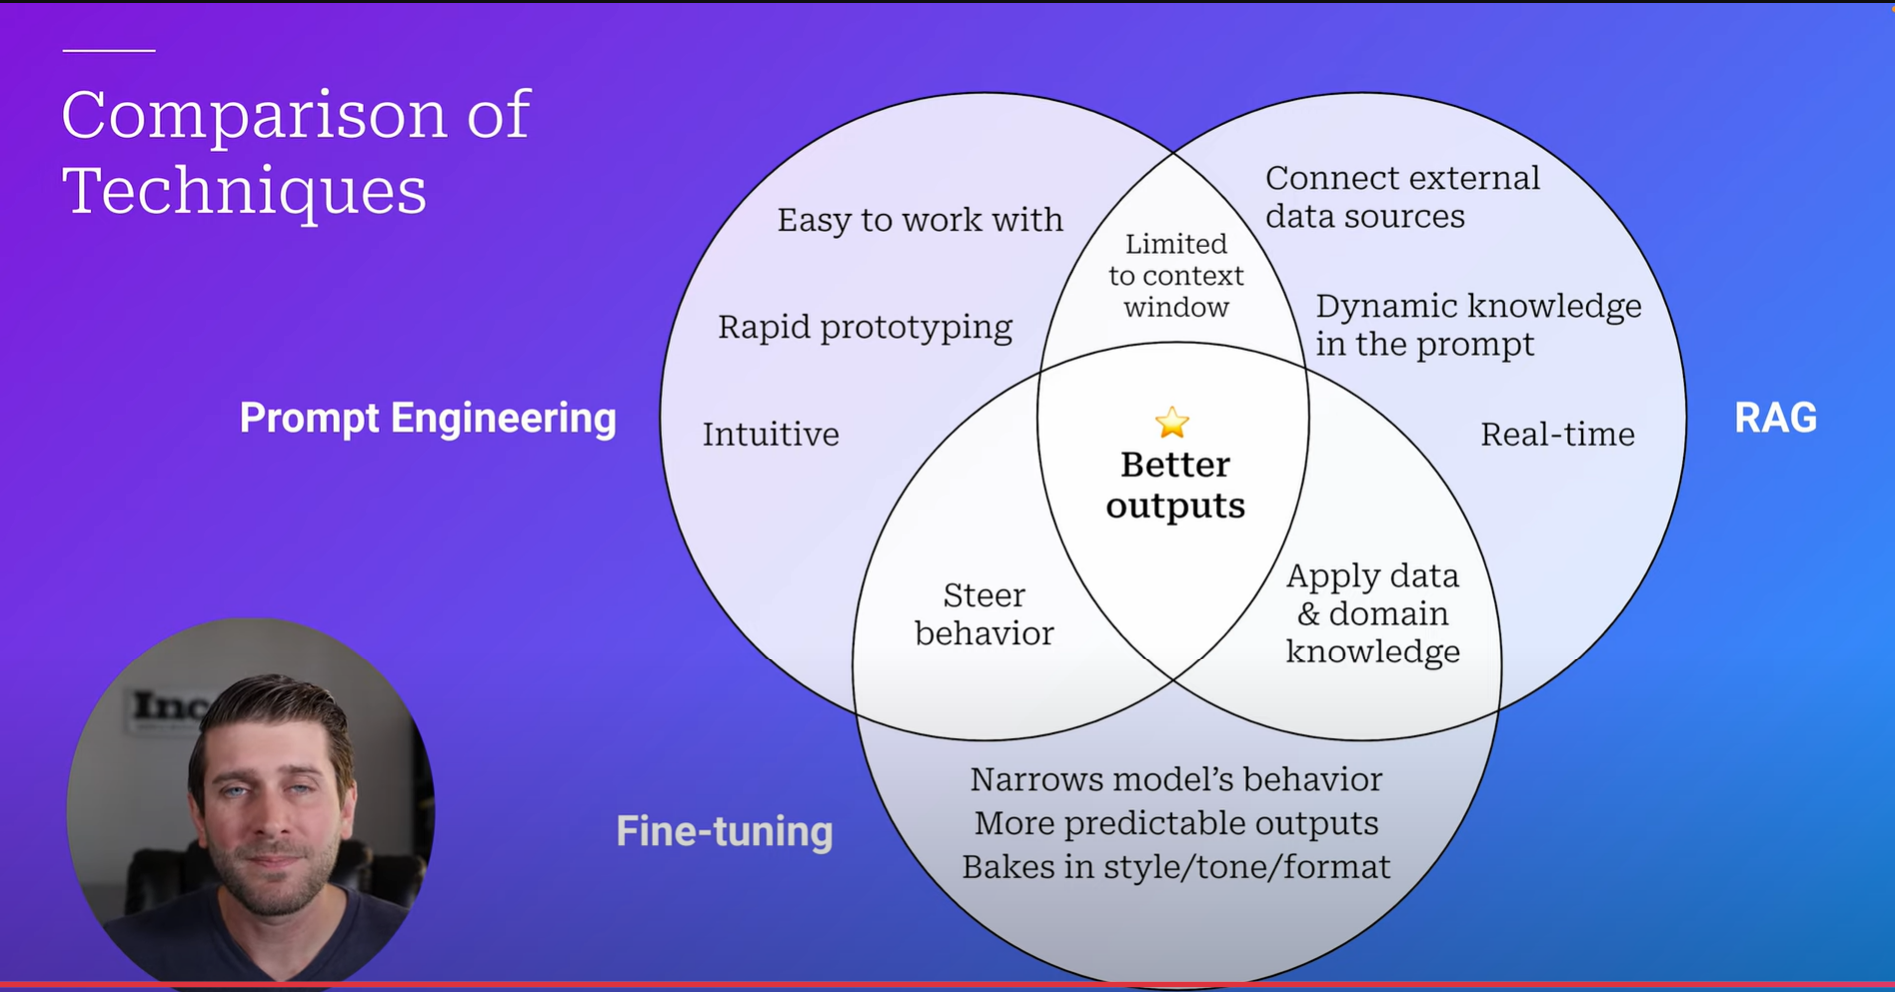 Comparison of
Techniques
Easy to work with
Rapid prototyping
Intuitive
Limited
to context
window
Connect external
data sources
Dynamic knowledge
in the prompt
Real-time
Prompt Engineering
RAG
⭐
Better
outputs
Steer
behavior
Apply data
& domain
knowledge
Narrows model’s behavior
More predictable outputs
Bakes in style/tone/format
Fine-tuning
Inc